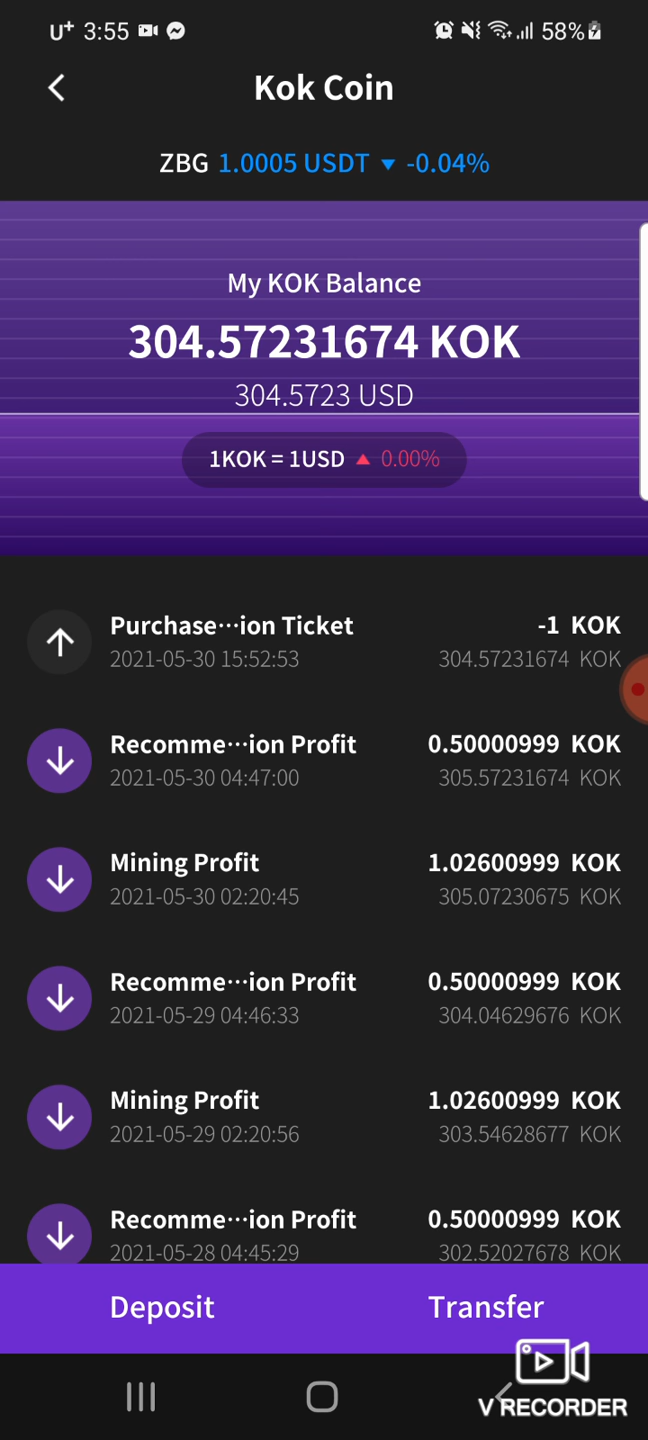 U+ 3:55 58%
Kok Coin
ZBG 1.0005 USDT ▼ -0.04%
My KOK Balance
304.57231674 KOK
304.5723 USD
1KOK = 1USD ▲ 0.00%
Purchase···ion Ticket -1 KOK
2021-05-30 15:52:53 304.57231674 KOK
Recomme···ion Profit 0.50000999 KOK
2021-05-30 04:47:00 305.57231674 KOK
Mining Profit 1.02600999 KOK
2021-05-30 02:20:45 305.07230675 KOK
Recomme···ion Profit 0.50000999 KOK
2021-05-29 04:46:33 304.04629676 KOK
Mining Profit 1.02600999 KOK
2021-05-29 02:20:56 303.54628677 KOK
Recomme···ion Profit 0.50000999 KOK
2021-05-28 04:45:29 302.52027678 KOK
Deposit Transfer
V RECORDER